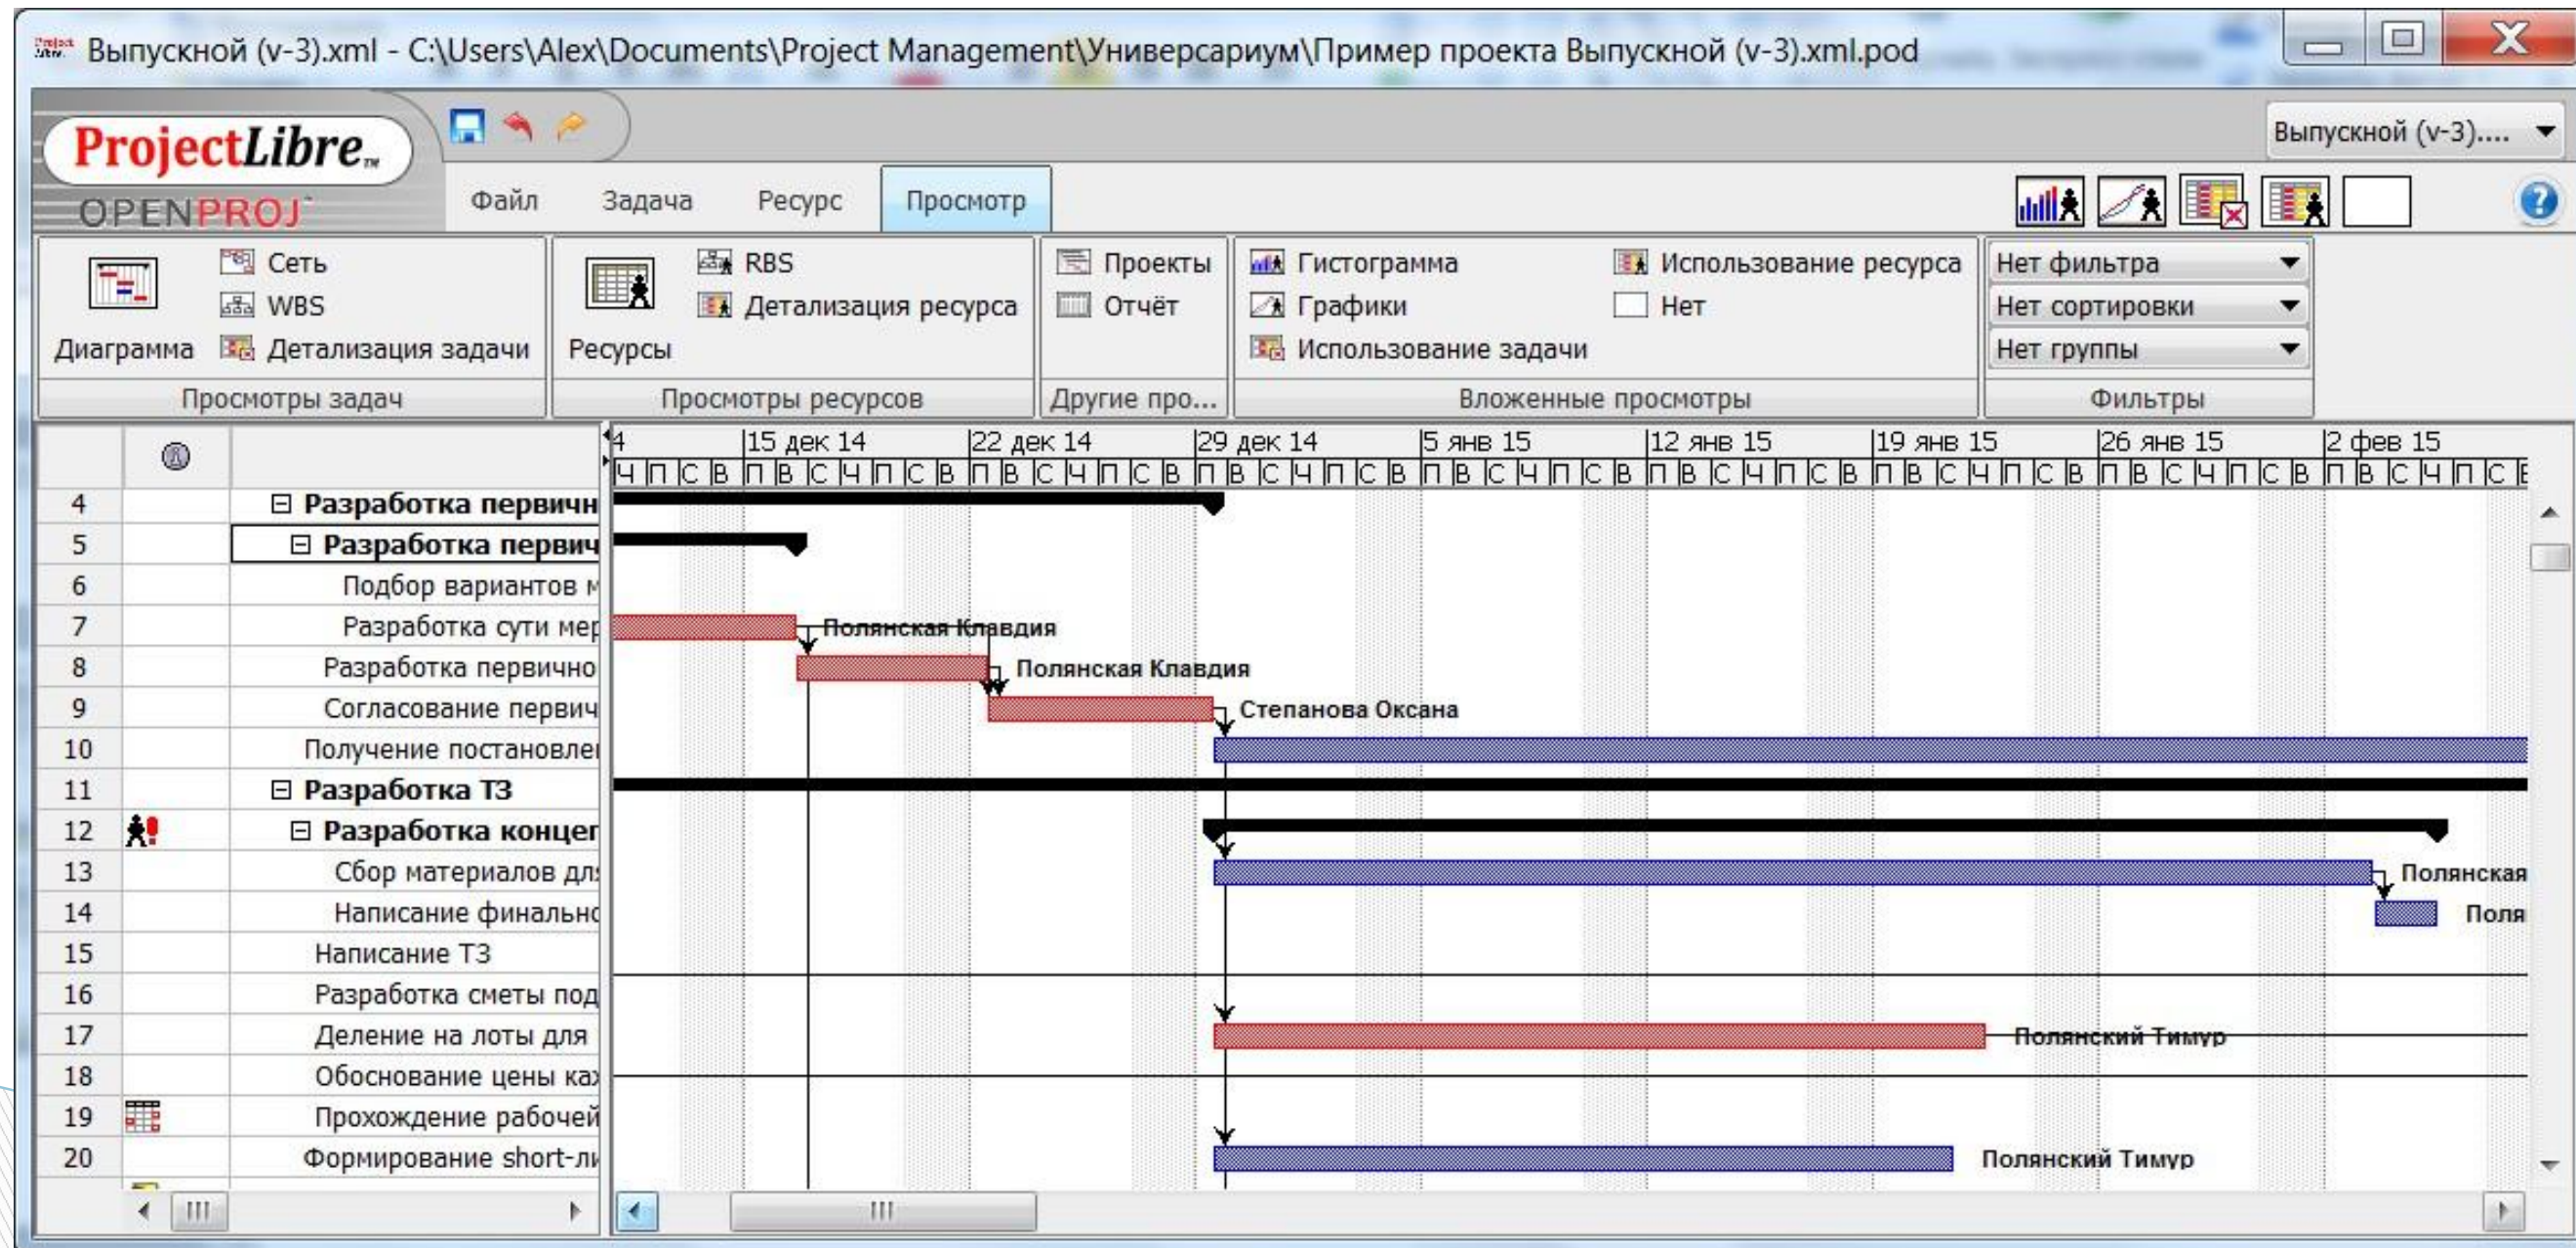 Выпускной (v-3).xml - C:\Users\Alex\Documents\Project Management\Универсариум\Пример проекта Выпускной (v-3).xml.pod
ProjectLibre™
OPENPROJ
Выпускной (v-3)....
Файл Задача Ресурс Просмотр
Диаграмма
Сеть
WBS
Детализация задачи
Просмотры задач
Ресурсы
RBS
Детализация ресурса
Просмотры ресурсов
Проекты
Отчёт
Другие про...
Гистограмма
Графики
Использование задачи
Использование ресурса
Нет
Вложенные просмотры
Нет фильтра
Нет сортировки
Нет группы
Фильтры
4 15 дек 14 22 дек 14 29 дек 14 5 янв 15 12 янв 15 19 янв 15 26 янв 15 2 фев 15
Ч П С В П В С Ч П С В П В С Ч П С В П В С Ч П С В П В С Ч П С В П В С Ч П С В П В С Ч П С В П В С Ч П С В П В С Ч П С В
4 Разработка первичн
5 Разработка первич
6 Подбор вариантов м
7 Разработка сути мер Полянская Клавдия
8 Разработка первично Полянская Клавдия
9 Согласование первич Степанова Оксана
10 Получение постановле
11 Разработка ТЗ
12 Разработка концеп
13 Сбор материалов для Полянская
14 Написание финально Поля
15 Написание ТЗ
16 Разработка сметы под
17 Деление на лоты для Полянский Тимур
18 Обоснование цены каж
19 Прохождение рабочей
20 Формирование short-ли Полянский Тимур